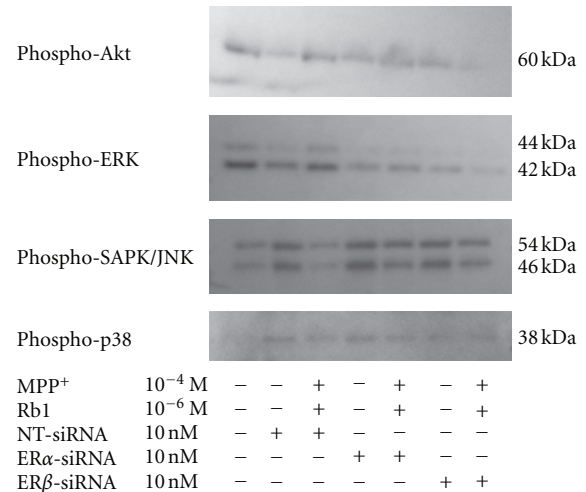 Phospho-Akt 60 kDa
Phospho-ERK 44 kDa
42 kDa
Phospho-SAPK/JNK 54 kDa
46 kDa
Phospho-p38 38 kDa
MPP⁺ 10⁻⁴ M − − + − + − +
Rb1 10⁻⁶ M − − + − + − +
NT-siRNA 10 nM − + + − − − −
ERα-siRNA 10 nM − − − + + − −
ERβ-siRNA 10 nM − − − − − + +